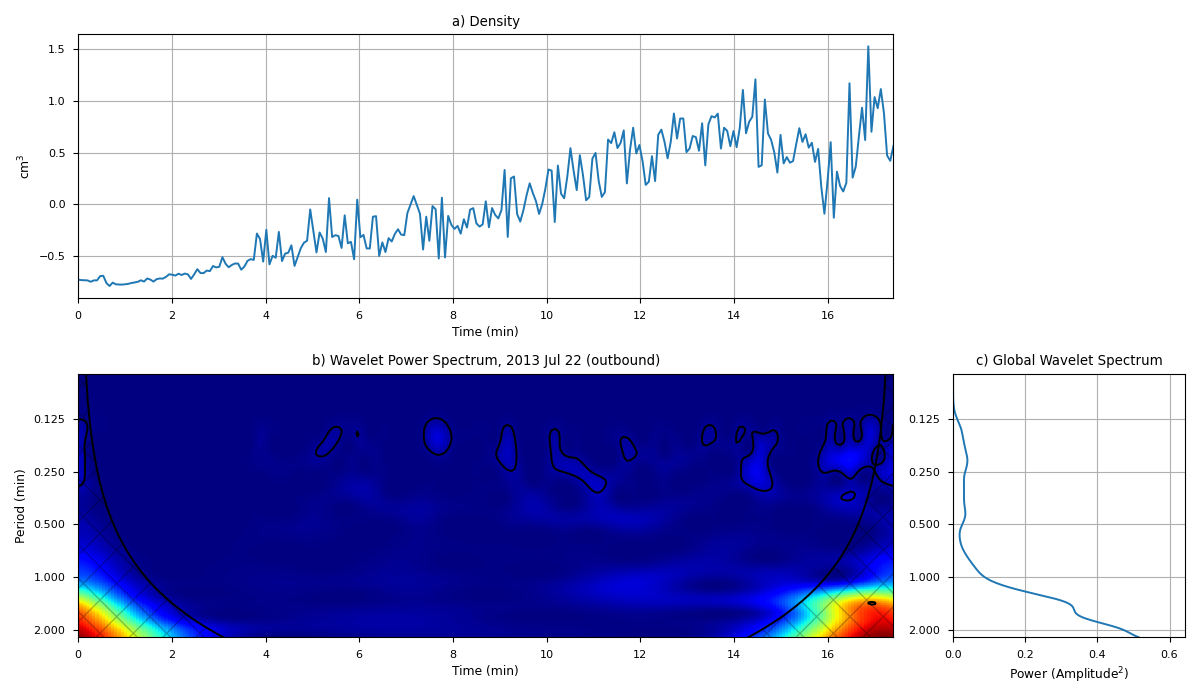 a) Density
1.5
1.0
0.5
0.0
−0.5
cm³
0 2 4 6 8 10 12 14 16
Time (min)
b) Wavelet Power Spectrum, 2013 Jul 22 (outbound)
0.125
0.250
0.500
1.000
2.000
Period (min)
0 2 4 6 8 10 12 14 16
Time (min)
c) Global Wavelet Spectrum
0.125
0.250
0.500
1.000
2.000
0.0 0.2 0.4 0.6
Power (Amplitude²)